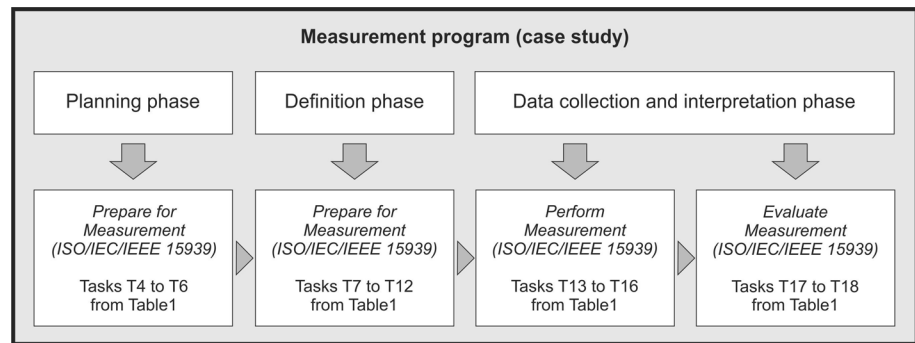 Measurement program (case study)
Planning phase
Definition phase
Data collection and interpretation phase
Prepare for
Measurement
(ISO/IEC/IEEE 15939)
Tasks T4 to T6
from Table1
Prepare for
Measurement
(ISO/IEC/IEEE 15939)
Tasks T7 to T12
from Table1
Perform
Measurement
(ISO/IEC/IEEE 15939)
Tasks T13 to T16
from Table1
Evaluate
Measurement
(ISO/IEC/IEEE 15939)
Tasks T17 to T18
from Table1